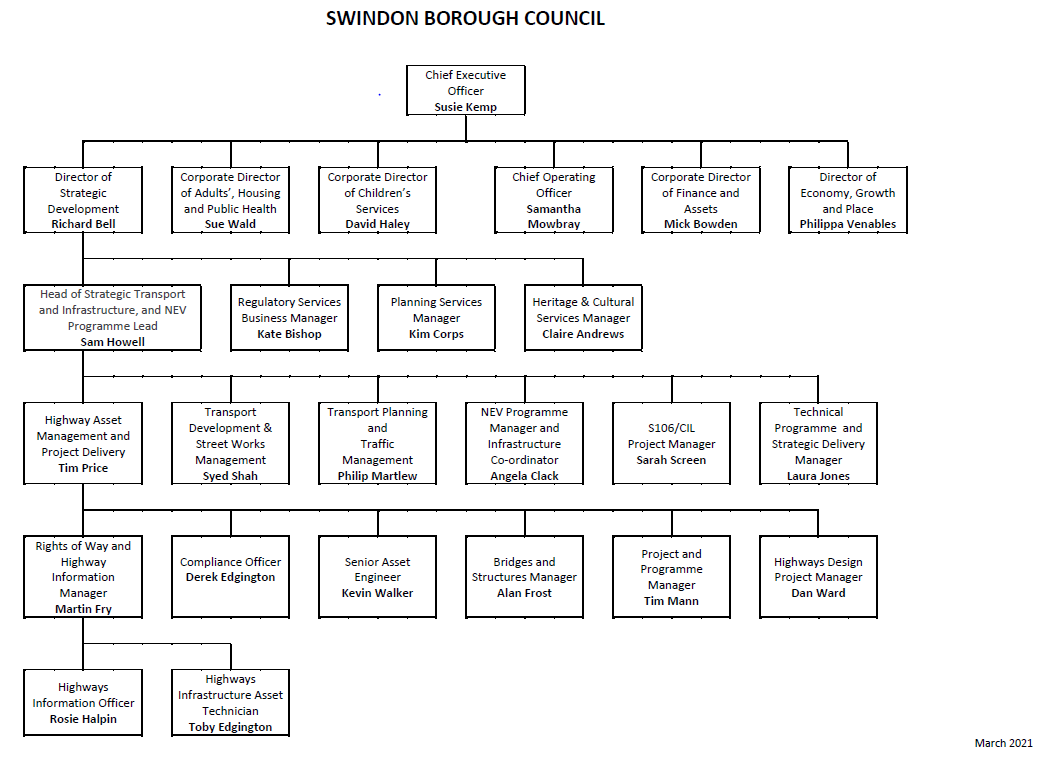 SWINDON BOROUGH COUNCIL
Chief Executive
Officer
Susie Kemp
Director of
Strategic
Development
Richard Bell
Corporate Director
of Adults’, Housing
and Public Health
Sue Wald
Corporate Director
of Children’s
Services
David Haley
Chief Operating
Officer
Samantha
Mowbray
Corporate Director
of Finance and
Assets
Mick Bowden
Director of
Economy, Growth
and Place
Philippa Venables
Head of Strategic Transport
and Infrastructure, and NEV
Programme Lead
Sam Howell
Regulatory Services
Business Manager
Kate Bishop
Planning Services
Manager
Kim Corps
Heritage & Cultural
Services Manager
Claire Andrews
Highway Asset
Management and
Project Delivery
Tim Price
Transport
Development &
Street Works
Management
Syed Shah
Transport Planning
and
Traffic
Management
Philip Martlew
NEV Programme
Manager and
Infrastructure
Co-ordinator
Angela Clack
S106/CIL
Project Manager
Sarah Screen
Technical
Programme and
Strategic Delivery
Manager
Laura Jones
Rights of Way and
Highway
Information
Manager
Martin Fry
Compliance Officer
Derek Edgington
Senior Asset
Engineer
Kevin Walker
Bridges and
Structures Manager
Alan Frost
Project and
Programme
Manager
Tim Mann
Highways Design
Project Manager
Dan Ward
Highways
Information Officer
Rosie Halpin
Highways
Infrastructure Asset
Technician
Toby Edgington
March 2021